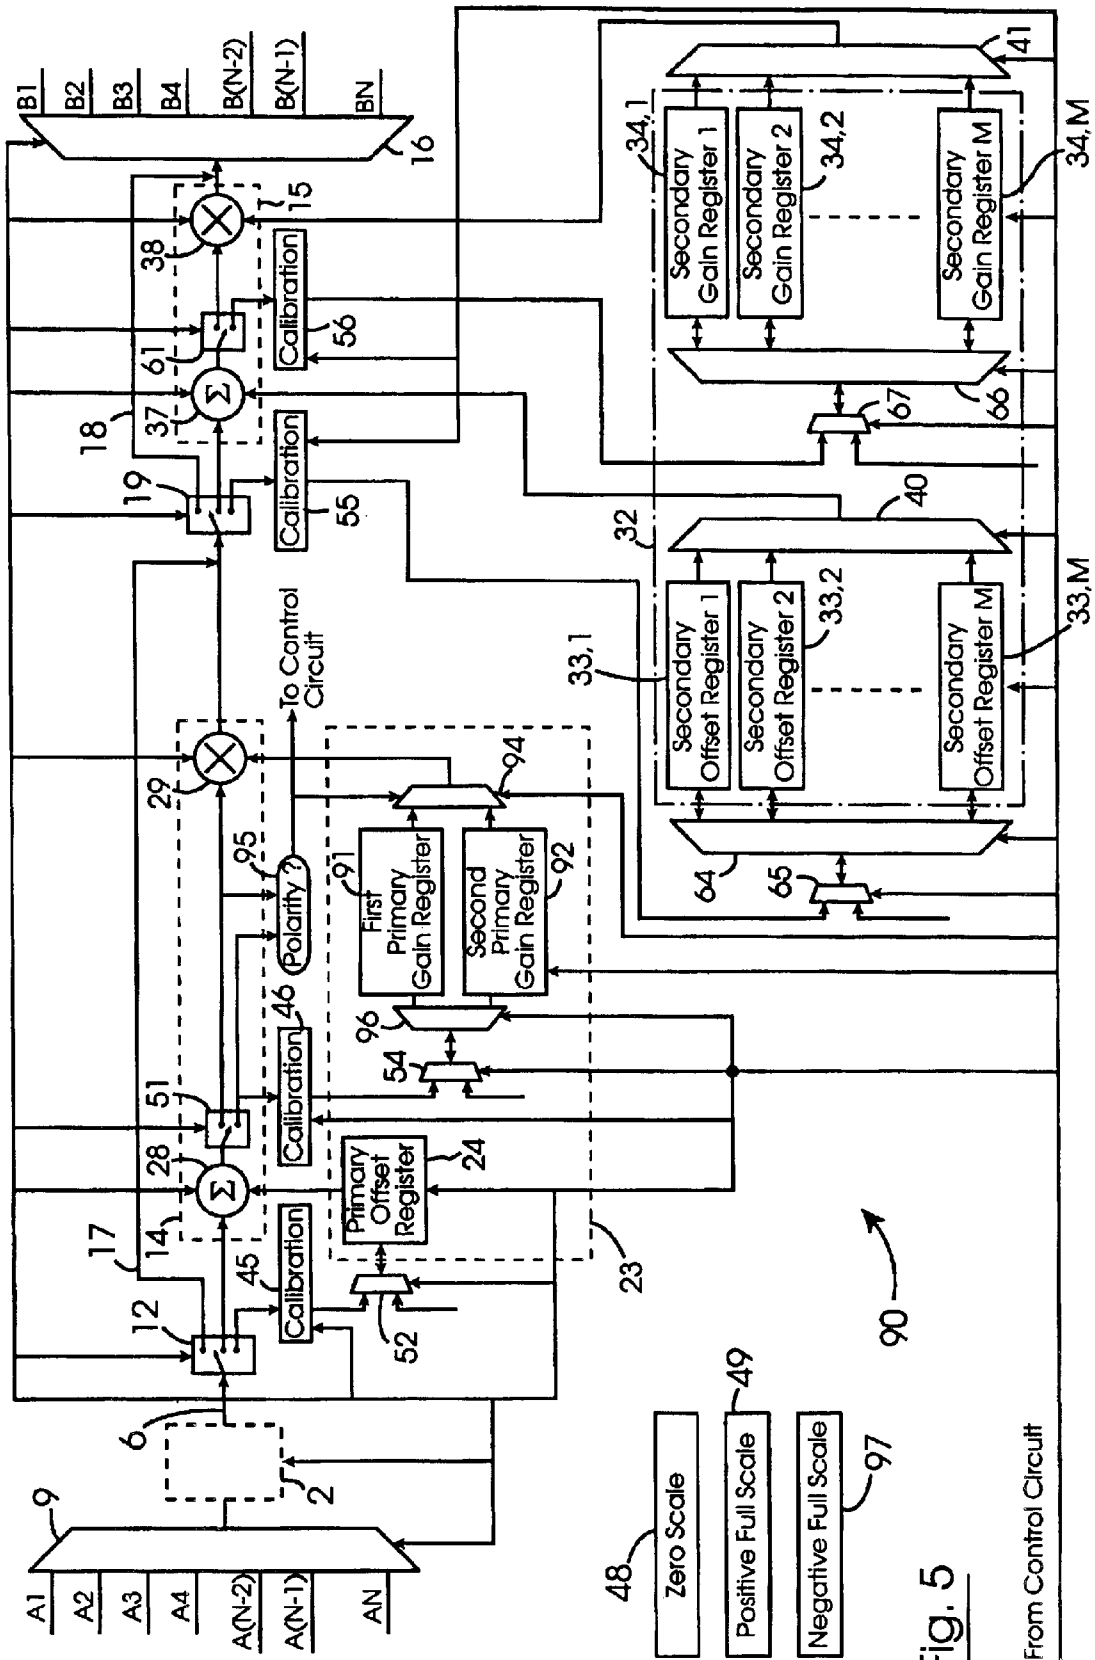 A1
A2
A3
A4
A(N-2)
A(N-1)
AN
9
2
6
12
17
14
28
Σ
51
29
X
19
18
37
Σ
61
38
X
15
16
B1
B2
B3
B4
B(N-2)
B(N-1)
BN
45
Calibration
46
Calibration
Polarity ?
95
To Control
Circuit
Calibration
55
Calibration
56
52
Primary
Offset
Register
24
54
96
First
Primary
Gain Register
91
Second
Primary
Gain Register
92
94
23
32
33,1
Secondary
Offset Register 1
Secondary
Offset Register 2
33,2
Secondary
Offset Register M
33,M
64
65
40
34,1
Secondary
Gain Register 1
Secondary
Gain Register 2
34,2
Secondary
Gain Register M
34,M
66
67
41
48
Zero Scale
Positive Full Scale
49
Negative Full Scale
97
90
Fig. 5
From Control Circuit